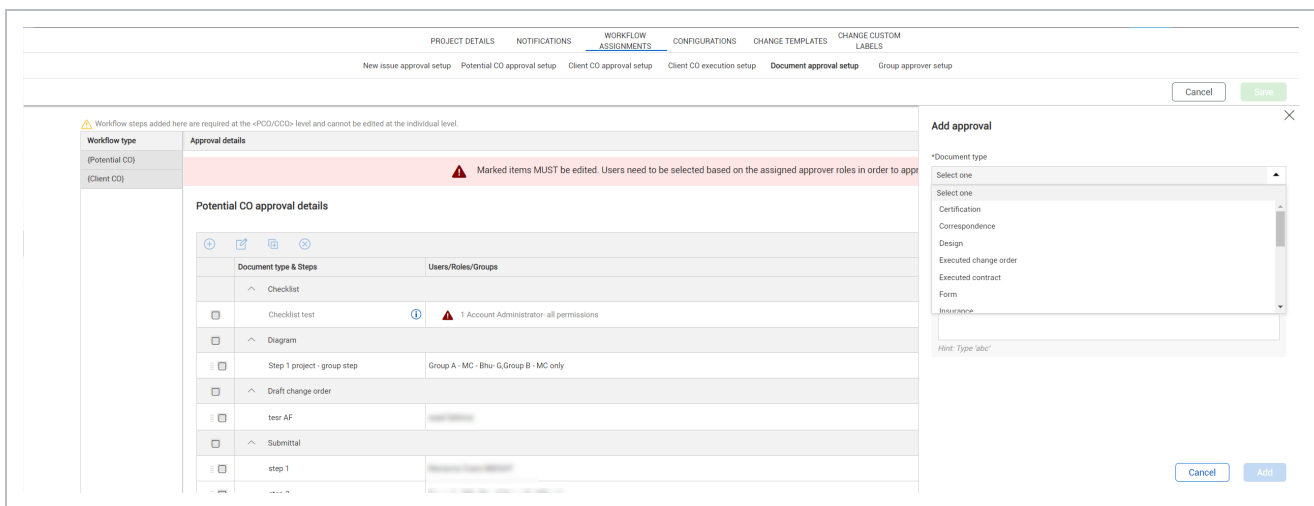 PROJECT DETAILS NOTIFICATIONS WORKFLOW ASSIGNMENTS CONFIGURATIONS CHANGE TEMPLATES CHANGE CUSTOM LABELS
New issue approval setup Potential CO approval setup Client CO approval setup Client CO execution setup Document approval setup Group approver setup
Cancel Save
Workflow steps added here are required at the <PCO/CCO> level and cannot be edited at the individual level.
Workflow type Approval details
(Potential CO)
(Client CO)
Marked items MUST be edited. Users need to be selected based on the assigned approver roles in order to appr
Potential CO approval details
Document type & Steps Users/Roles/Groups
Checklist
Checklist test 1 Account Administrator- all permissions
Diagram
Step 1 project - group step Group A - MC - Bhu- G,Group B - MC only
Draft change order
tesr AF
Submittal
step 1
Add approval
*Document type
Select one
Select one
Certification
Correspondence
Design
Executed change order
Executed contract
Form
Insurance
Hint: Type 'abc'
Cancel Add